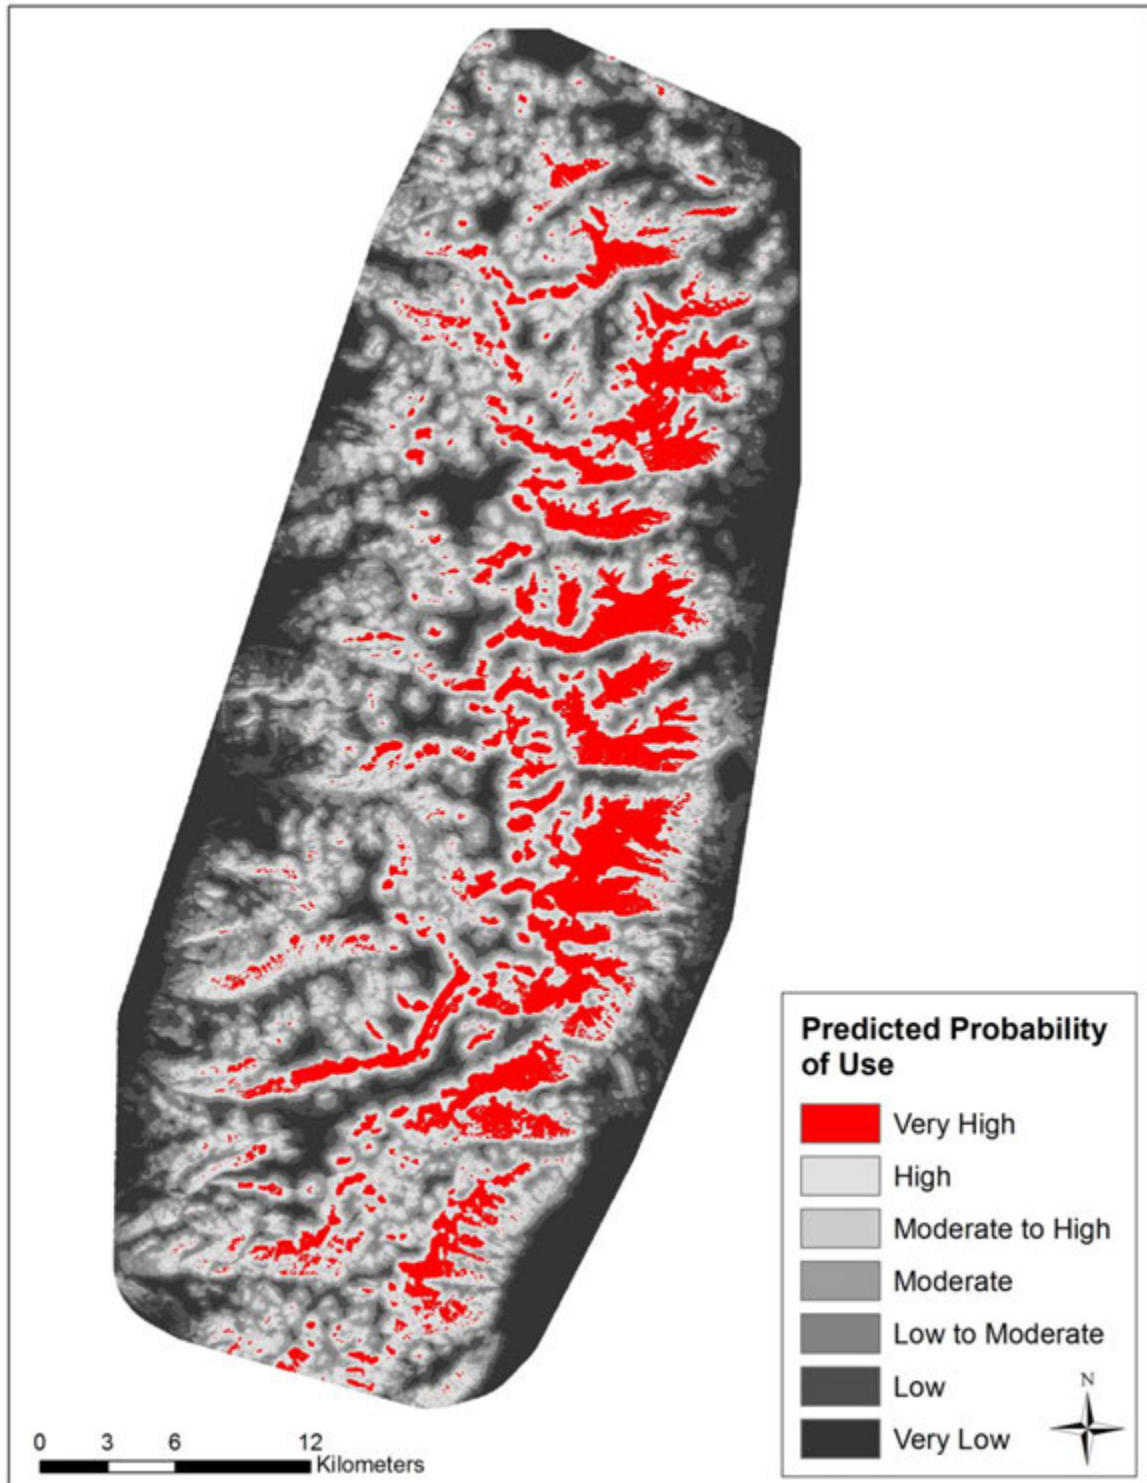 Predicted Probability
of Use
Very High
High
Moderate to High
Moderate
Low to Moderate
Low
Very Low
N
0 3 6 12
Kilometers